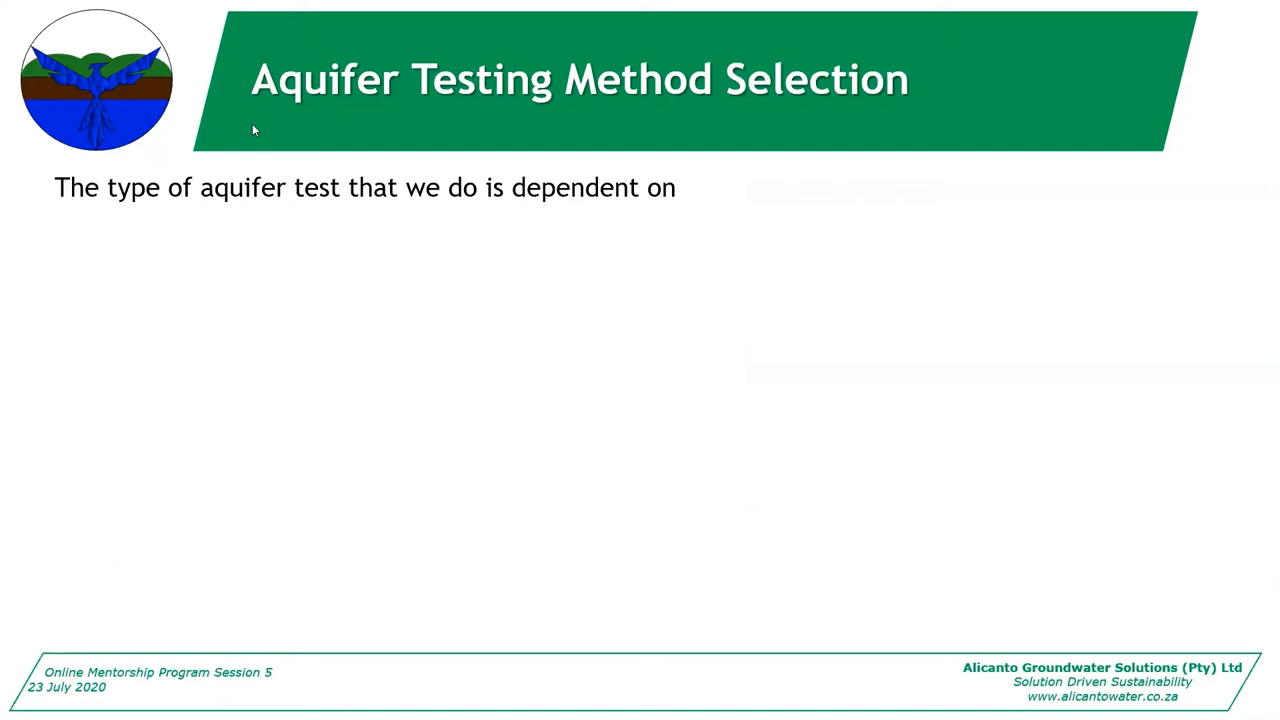 Aquifer Testing Method Selection
The type of aquifer test that we do is dependent on
Online Mentorship Program Session 5
23 July 2020
Alicanto Groundwater Solutions (Pty) Ltd
Solution Driven Sustainability
www.alicantowater.co.za